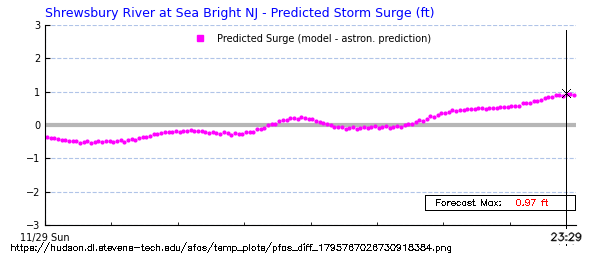 Shrewsbury River at Sea Bright NJ - Predicted Storm Surge (ft)
3
Predicted Surge (model - astron. prediction)
2
1
0
−1
−2
Forecast Max: 0.97 ft
−3
11/29 Sun 23:29
https://hudson.dl.stevens-tech.edu/sfas/temp_plots/pfas_diff_1795767026730918384.png